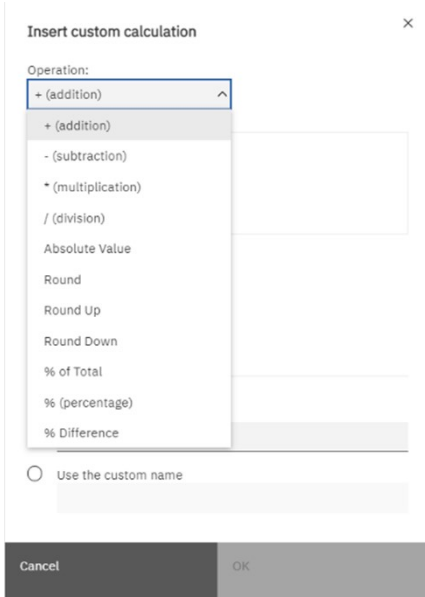 Insert custom calculation
Operation:
+ (addition)
+ (addition)
- (subtraction)
* (multiplication)
/ (division)
Absolute Value
Round
Round Up
Round Down
% of Total
% (percentage)
% Difference
Use the custom name
Cancel
OK